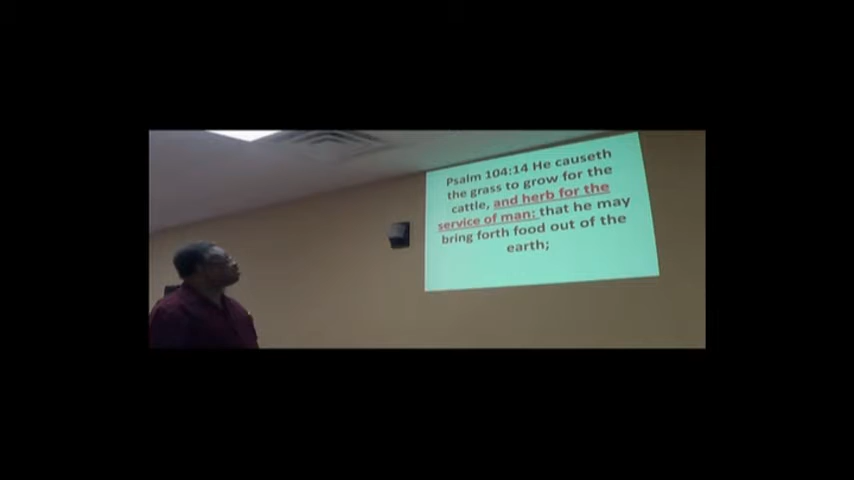 Psalm 104:14 He causeth
the grass to grow for the
cattle, and herb for the
service of man: that he may
bring forth food out of the
earth;